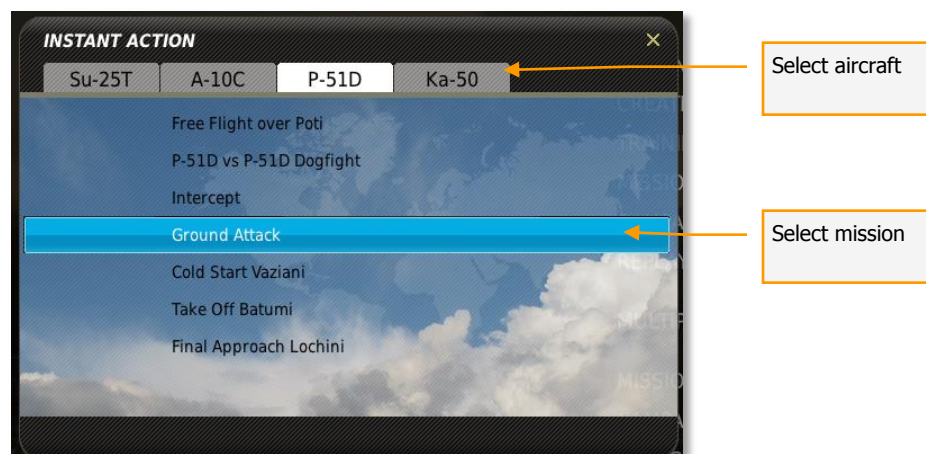 INSTANT ACTION
Su-25T A-10C P-51D Ka-50
Select aircraft
Free Flight over Poti
P-51D vs P-51D Dogfight
Intercept
Ground Attack
Select mission
Cold Start Vaziani
Take Off Batumi
Final Approach Lochini